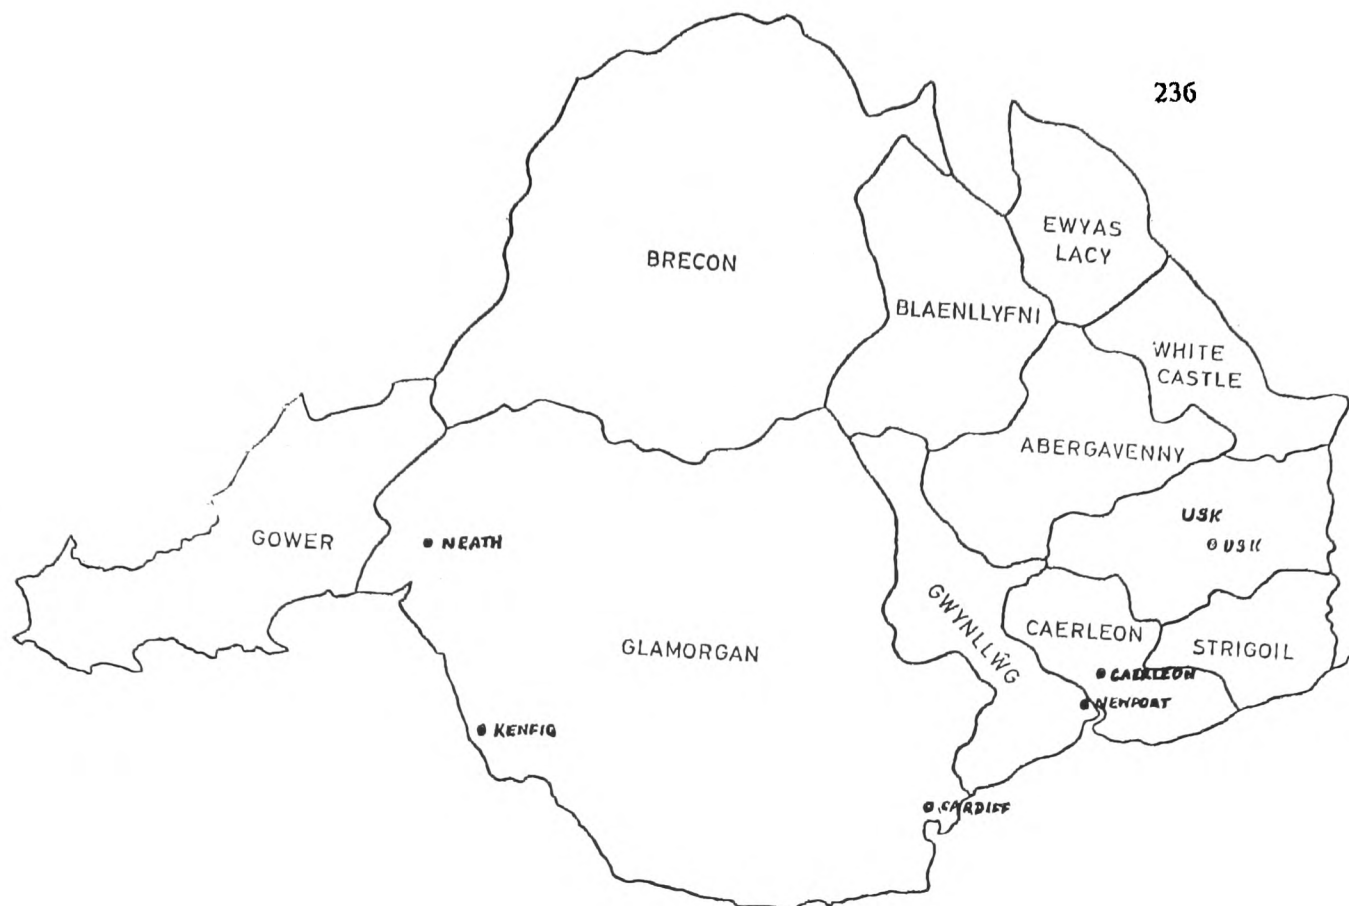 236
EWYAS
LACY
BRECON
BLAENLLYFNI
WHITE
CASTLE
ABERGAVENNY
USK
USK
GOWER
NEATH
GWYNLLŴG
CAERLEON
STRIGOIL
GLAMORGAN
CAERLEON
NEWPORT
KENFIG
CARDIFF